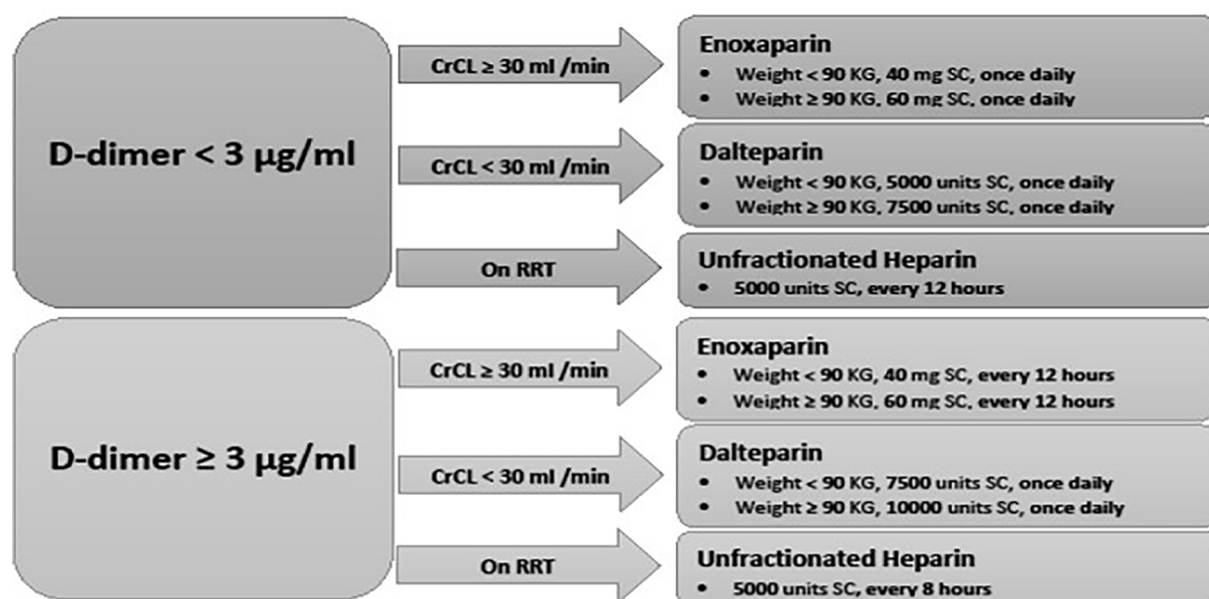 D-dimer < 3 µg/ml
CrCL ≥ 30 ml /min
Enoxaparin
• Weight < 90 KG, 40 mg SC, once daily
• Weight ≥ 90 KG, 60 mg SC, once daily
CrCL < 30 ml/min
Dalteparin
• Weight < 90 KG, 5000 units SC, once daily
• Weight ≥ 90 KG, 7500 units SC, once daily
On RRT
Unfractionated Heparin
• 5000 units SC, every 12 hours
D-dimer ≥ 3 µg/ml
CrCL ≥ 30 ml /min
Enoxaparin
• Weight < 90 KG, 40 mg SC, every 12 hours
• Weight ≥ 90 KG, 60 mg SC, every 12 hours
CrCL < 30 ml /min
Dalteparin
• Weight < 90 KG, 7500 units SC, once daily
• Weight ≥ 90 KG, 10000 units SC, once daily
On RRT
Unfractionated Heparin
• 5000 units SC, every 8 hours